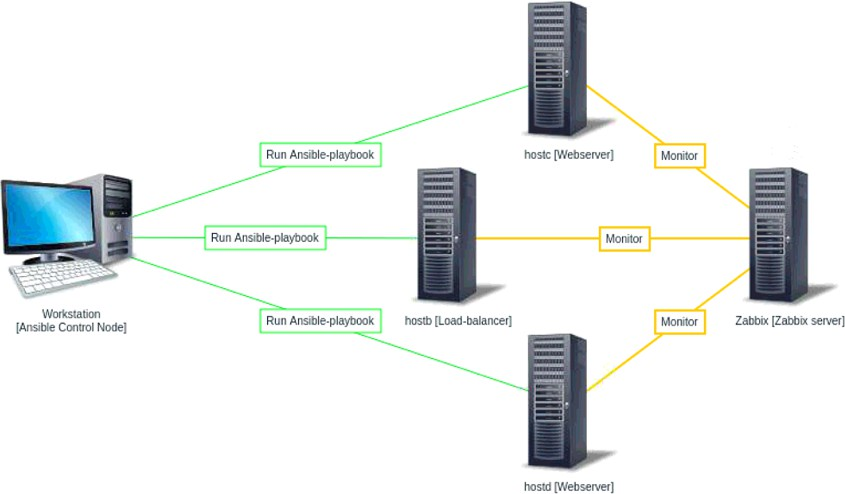 hostc [Webserver]
Run Ansible-playbook
Monitor
Run Ansible-playbook
Monitor
Workstation
[Ansible Control Node]
Run Ansible-playbook
hostb [Load-balancer]
Monitor
Zabbix [Zabbix server]
hostd [Webserver]